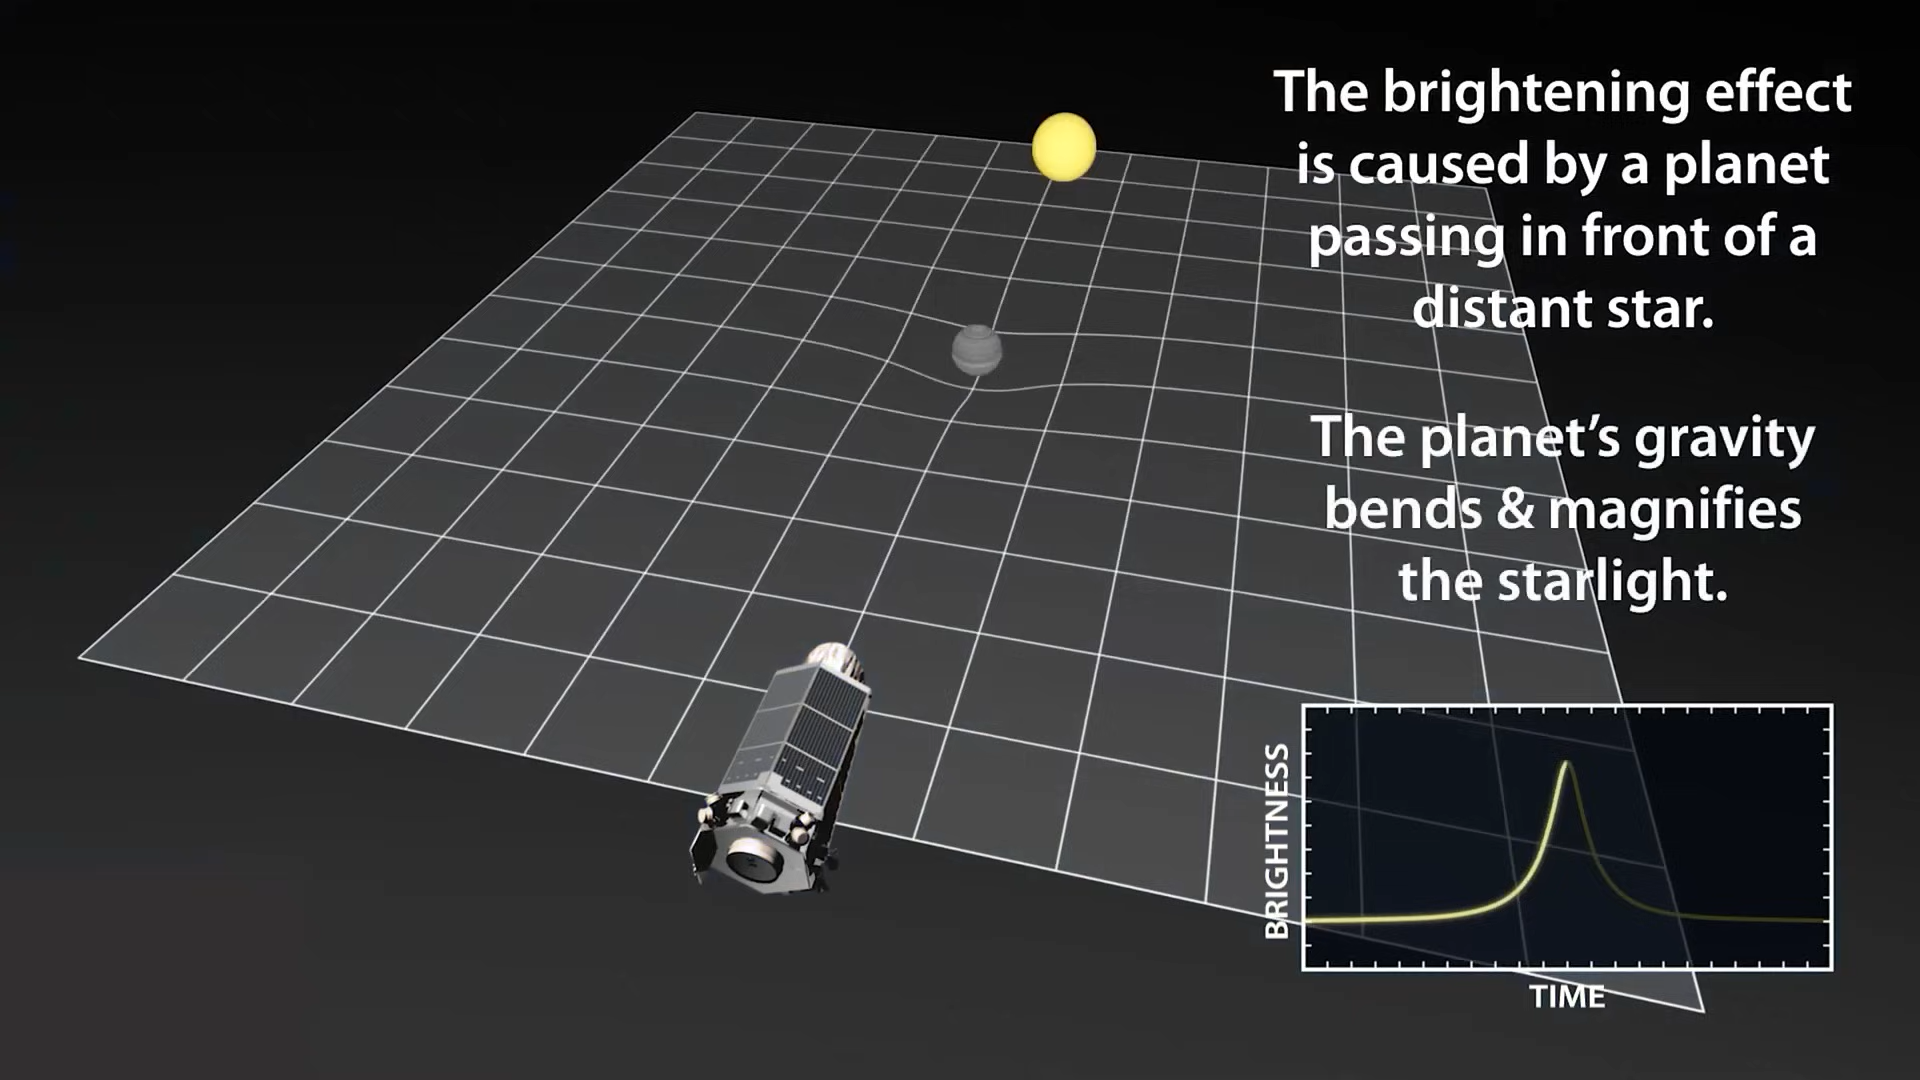 The brightening effect
is caused by a planet
passing in front of a
distant star.
The planet’s gravity
bends & magnifies
the starlight.
BRIGHTNESS
TIME